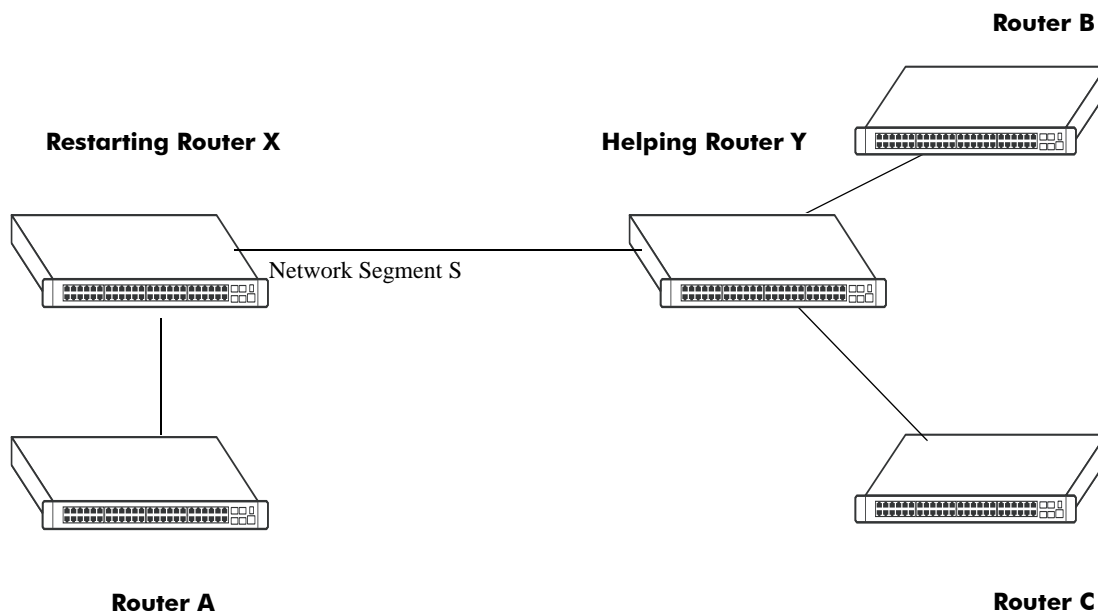 Router B
Restarting Router X
Helping Router Y
Network Segment S
Router A
Router C